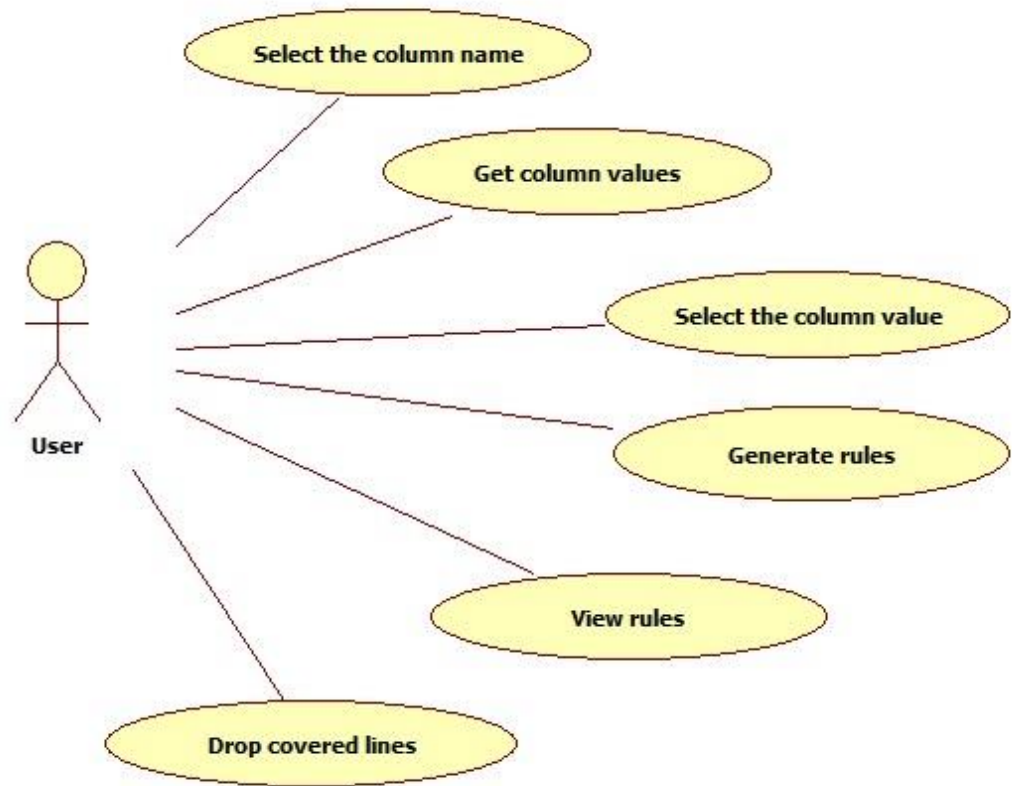 Select the column name
Get column values
Select the column value
User
Generate rules
View rules
Drop covered lines